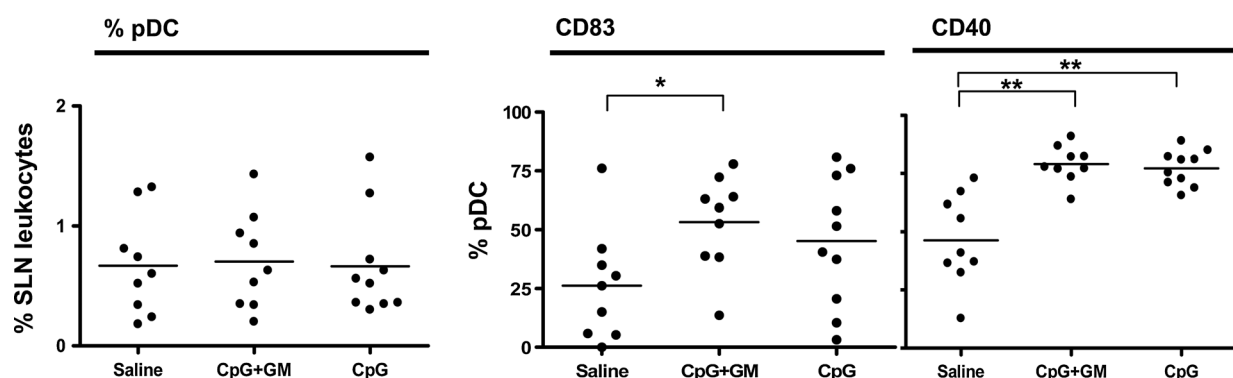 % pDC
CD83
CD40
% SLN leukocytes
2
1
0
Saline
CpG+GM
CpG
% pDC
100
75
50
25
0
*
Saline
CpG+GM
CpG
**
**
Saline
CpG+GM
CpG